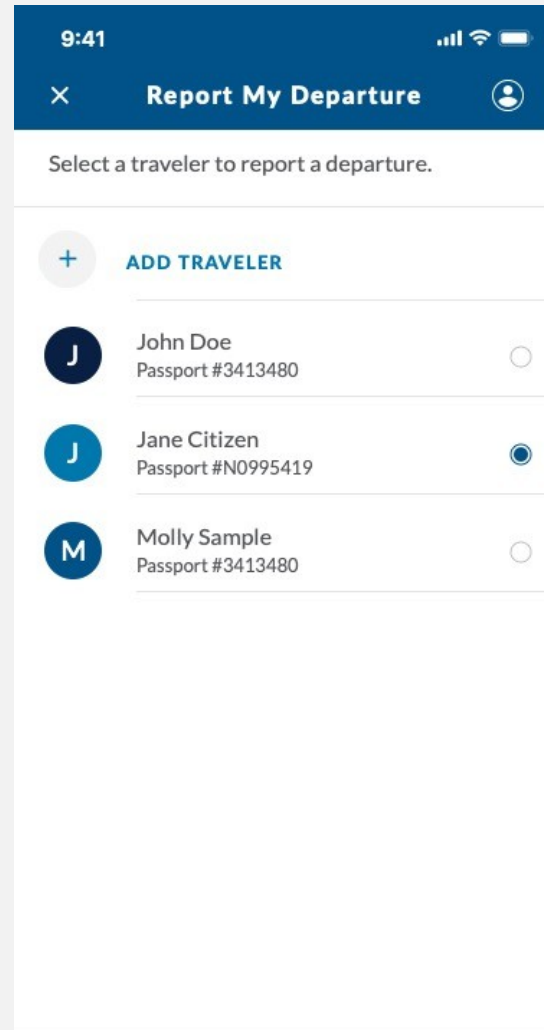 9:41
Report My Departure
Select a traveler to report a departure.
+ ADD TRAVELER
J
John Doe
Passport #3413480
J
Jane Citizen
Passport #N0995419
M
Molly Sample
Passport #3413480